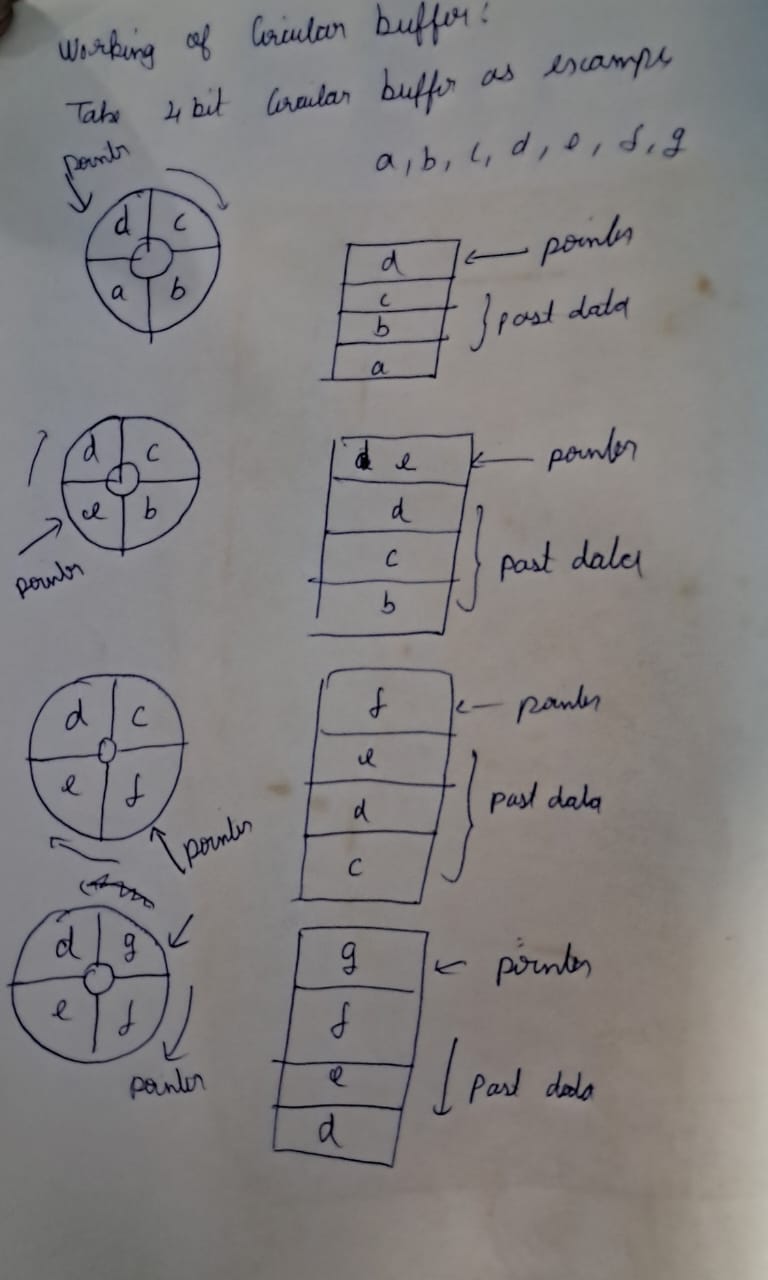 Working of Circular buffer:
Take 4 bit Circular buffer as example
a, b, c, d, e, f, g
pointer
d c
a b
d
c
b
a
pointer
past data
d c
e b
pointer
e
d
c
b
pointer
past data
d c
e f
pointer
f
e
d
c
pointer
past data
d g
e f
pointer
g
f
e
d
pointer
past data